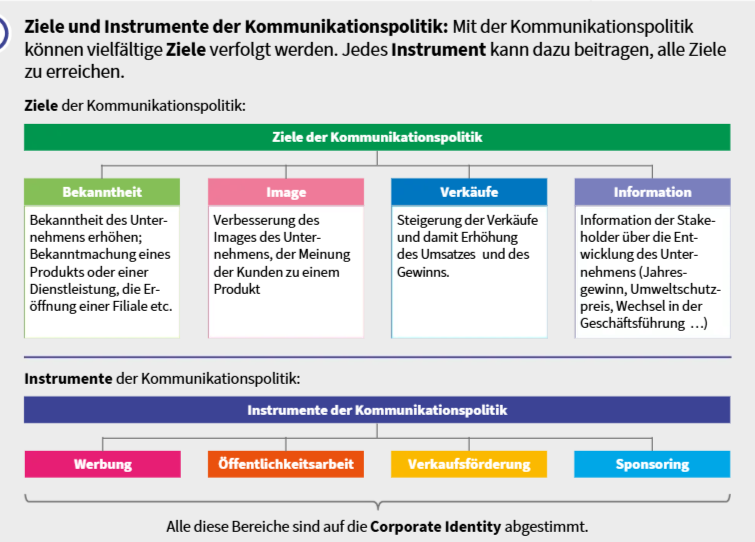 Ziele und Instrumente der Kommunikationspolitik: Mit der Kommunikationspolitik
können vielfältige Ziele verfolgt werden. Jedes Instrument kann dazu beitragen, alle Ziele
zu erreichen.
Ziele der Kommunikationspolitik:
Ziele der Kommunikationspolitik
Bekanntheit
Bekanntheit des Unter-
nehmens erhöhen;
Bekanntmachung eines
Produkts oder einer
Dienstleistung, die Er-
öffnung einer Filiale etc.
Image
Verbesserung des
Images des Unter-
nehmens, der Meinung
der Kunden zu einem
Produkt
Verkäufe
Steigerung der Verkäufe
und damit Erhöhung
des Umsatzes und des
Gewinns.
Information
Information der Stake-
holder über die Ent-
wicklung des Unter-
nehmens (Jahres-
gewinn, Umweltschutz-
preis, Wechsel in der
Geschäftsführung …)
Instrumente der Kommunikationspolitik:
Instrumente der Kommunikationspolitik
Werbung
Öffentlichkeitsarbeit
Verkaufsförderung
Sponsoring
Alle diese Bereiche sind auf die Corporate Identity abgestimmt.